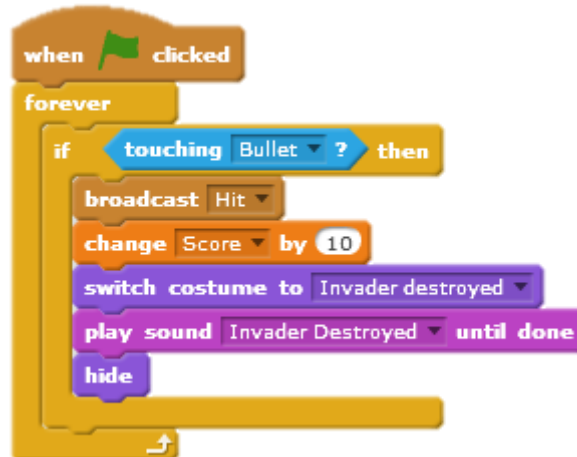 when clicked
forever
if touching Bullet ? then
broadcast Hit
change Score by 10
switch costume to Invader destroyed
play sound Invader Destroyed until done
hide